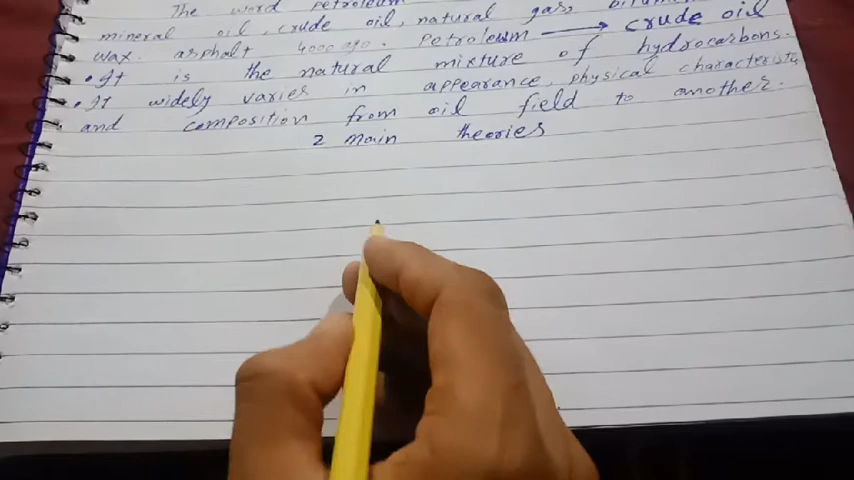 The word petroleum
mineral oil, crude oil, natural gas
wax. asphalt 4000 ago. Petroleum → crude oil
• It is the natural mixture of hydrocarbons.
• It widely varies in appearance, physical characteristics
and composition from oil field to another.
2 main theories